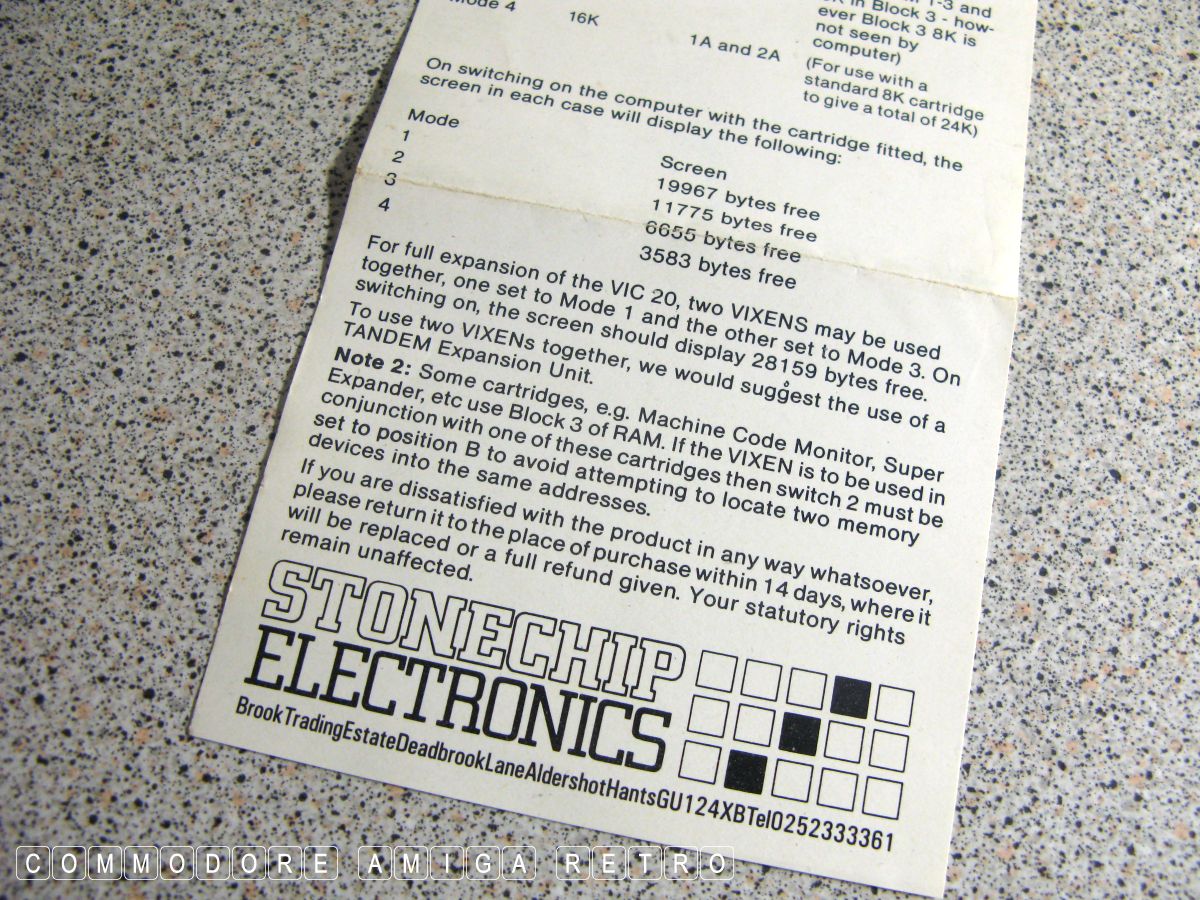 Mode 4 16K 1A and 2A
1-3 and
in Block 3 - how-
ever Block 3 8K is
not seen by
computer)
(For use with a
standard 8K cartridge
to give a total of 24K)
On switching on the computer with the cartridge fitted, the
screen in each case will display the following:
Mode Screen
1 19967 bytes free
2 11775 bytes free
3 6655 bytes free
4 3583 bytes free
For full expansion of the VIC 20, two VIXENS may be used
together, one set to Mode 1 and the other set to Mode 3. On
switching on, the screen should display 28159 bytes free.
To use two VIXENs together, we would suggest the use of a
TANDEM Expansion Unit.
Note 2: Some cartridges, e.g. Machine Code Monitor, Super
Expander, etc use Block 3 of RAM. If the VIXEN is to be used in
conjunction with one of these cartridges then switch 2 must be
set to position B to avoid attempting to locate two memory
devices into the same addresses.
If you are dissatisfied with the product in any way whatsoever,
please return it to the place of purchase within 14 days, where it
will be replaced or a full refund given. Your statutory rights
remain unaffected.
STONECHIP
ELECTRONICS
BrookTradingEstateDeadbrookLaneAldershotHantsGU124XBTel0252333361
COMMODORE AMIGA RETRO